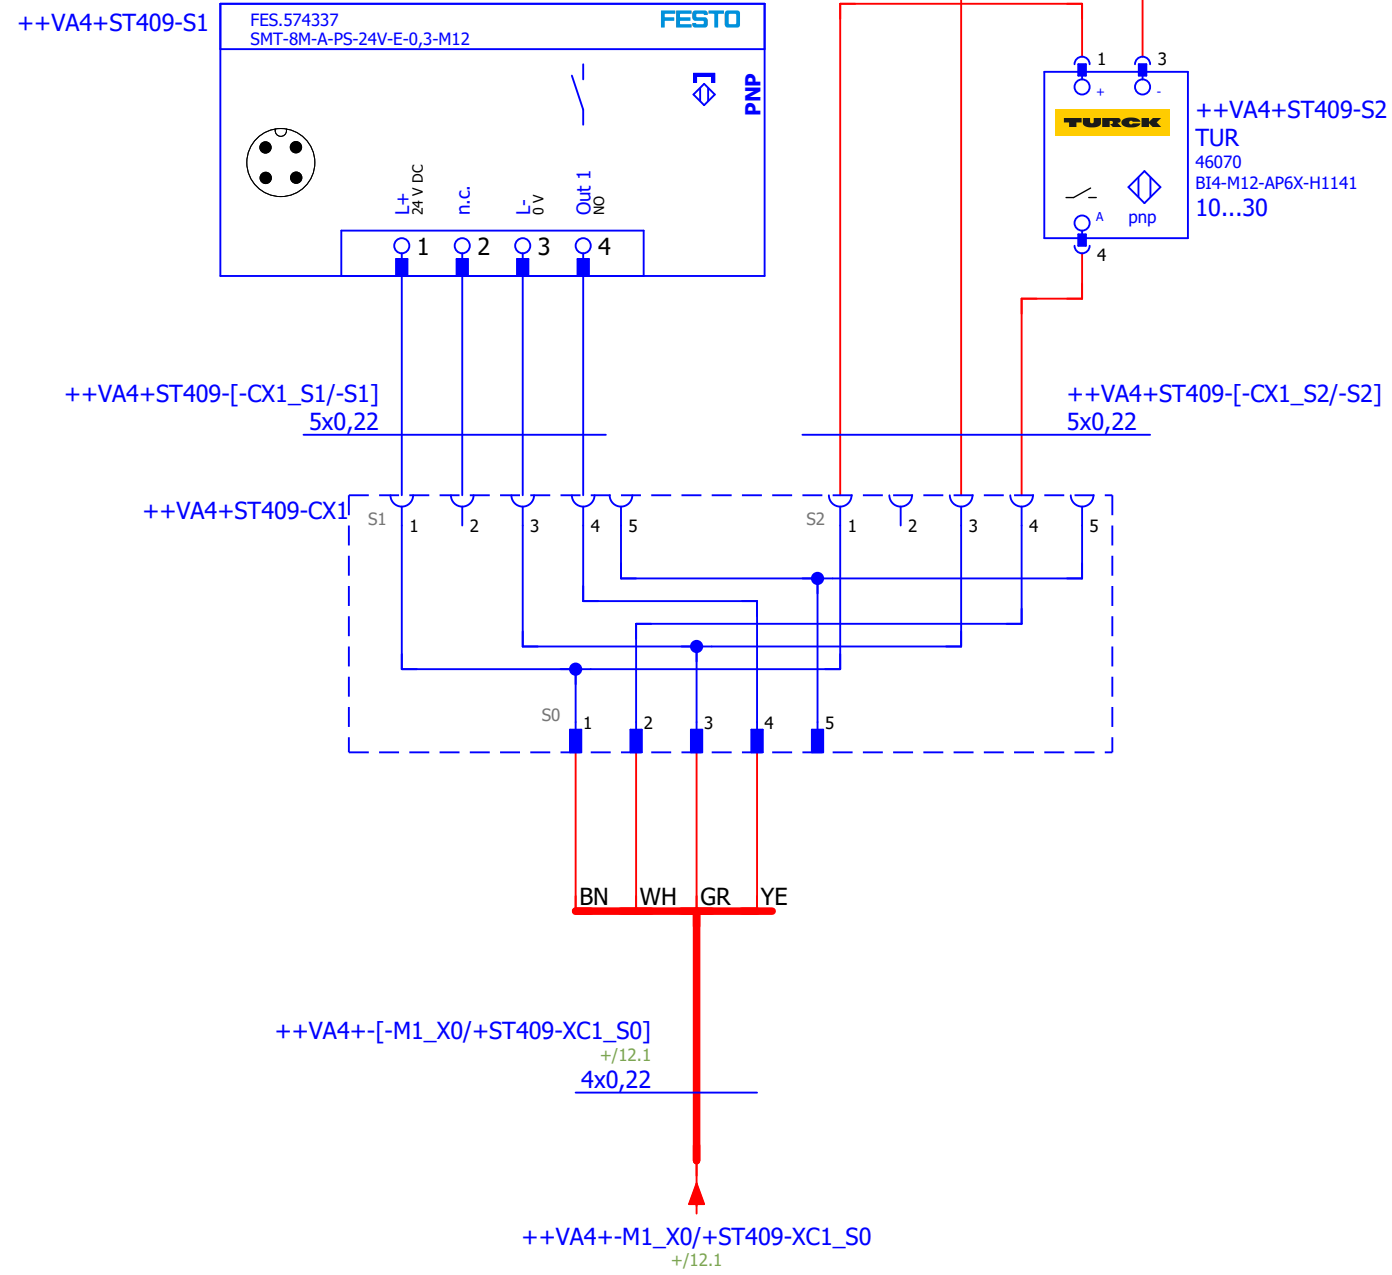 ++VA4+ST409-S1
FES.574337
SMT-8M-A-PS-24V-E-0,3-M12
FESTO
PNP
L+
24 V DC
n.c.
L-
0 V
Out 1
NO
1 2 3 4
1 3
+ -
TURCK
A
pnp
4
++VA4+ST409-S2
TUR
46070
BI4-M12-AP6X-H1141
10...30
++VA4+ST409-[-CX1_S1/-S1]
5x0,22
++VA4+ST409-[-CX1_S2/-S2]
5x0,22
++VA4+ST409-CX1
S1 1 2 3 4 5
S2 1 2 3 4 5
S0 1 2 3 4 5
BN WH GR YE
++VA4+-[-M1_X0/+ST409-XC1_S0]
+/12.1
4x0,22
++VA4+-M1_X0/+ST409-XC1_S0
+/12.1